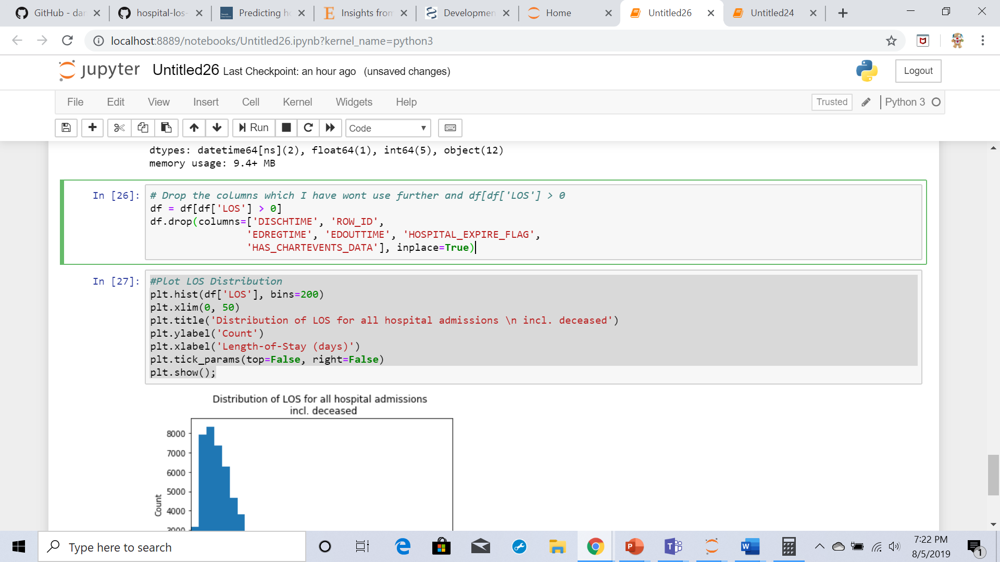 GitHub - dar
hospital-los-
Predicting ho
Insights from
Developmen
Home
Untitled26
Untitled24
localhost:8889/notebooks/Untitled26.ipynb?kernel_name=python3
jupyter Untitled26 Last Checkpoint: an hour ago (unsaved changes)
Logout
File Edit View Insert Cell Kernel Widgets Help
Trusted
Python 3
Run
Code
dtypes: datetime64[ns](2), float64(1), int64(5), object(12)
memory usage: 9.4+ MB
In [26]:
# Drop the columns which I have wont use further and df[df['LOS'] > 0
df = df[df['LOS'] > 0]
df.drop(columns=['DISCHTIME', 'ROW_ID',
'EDREGTIME', 'EDOUTTIME', 'HOSPITAL_EXPIRE_FLAG',
'HAS_CHARTEVENTS_DATA'], inplace=True)
In [27]:
#Plot LOS Distribution
plt.hist(df['LOS'], bins=200)
plt.xlim(0, 50)
plt.title('Distribution of LOS for all hospital admissions \n incl. deceased')
plt.ylabel('Count')
plt.xlabel('Length-of-Stay (days)')
plt.tick_params(top=False, right=False)
plt.show();
Distribution of LOS for all hospital admissions
incl. deceased
8000
7000
6000
5000
4000
3000
Count
Type here to search
7:22 PM
8/5/2019
1